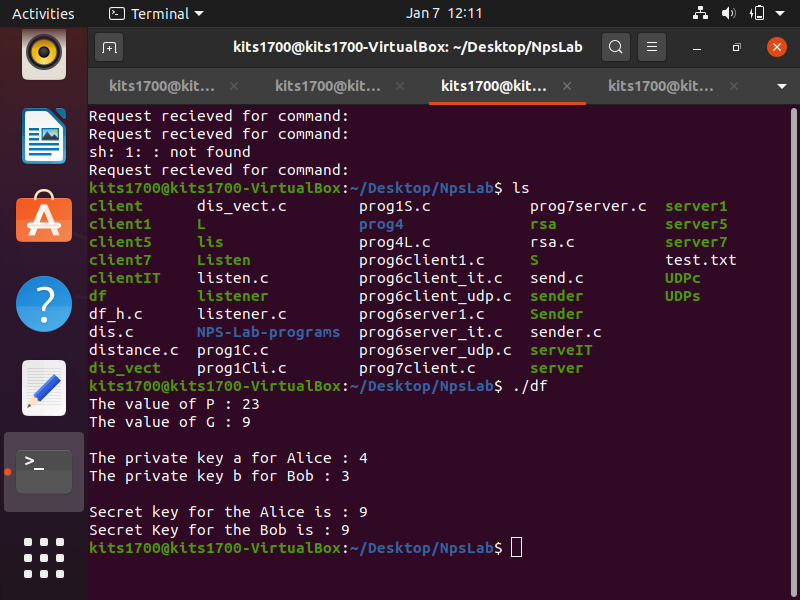 Activities Terminal Jan 7 12:11
kits1700@kits1700-VirtualBox: ~/Desktop/NpsLab
kits1700@kit... × kits1700@kit... × kits1700@kit... × kits1700@kit... ×
Request recieved for command:
Request recieved for command:
sh: 1: : not found
Request recieved for command:
kits1700@kits1700-VirtualBox:~/Desktop/NpsLab$ ls
client dis_vect.c prog1S.c prog7server.c server1
client1 L prog4 rsa server5
client5 lis prog4L.c rsa.c server7
client7 Listen prog6client1.c S test.txt
clientIT listen.c prog6client_it.c send.c UDPc
df listener prog6client_udp.c sender UDPs
df_h.c listener.c prog6server1.c Sender
dis.c NPS-Lab-programs prog6server_it.c sender.c
distance.c prog1C.c prog6server_udp.c serveIT
dis_vect prog1Cli.c prog7client.c server
kits1700@kits1700-VirtualBox:~/Desktop/NpsLab$ ./df
The value of P : 23
The value of G : 9
The private key a for Alice : 4
The private key b for Bob : 3
Secret key for the Alice is : 9
Secret Key for the Bob is : 9
kits1700@kits1700-VirtualBox:~/Desktop/NpsLab$